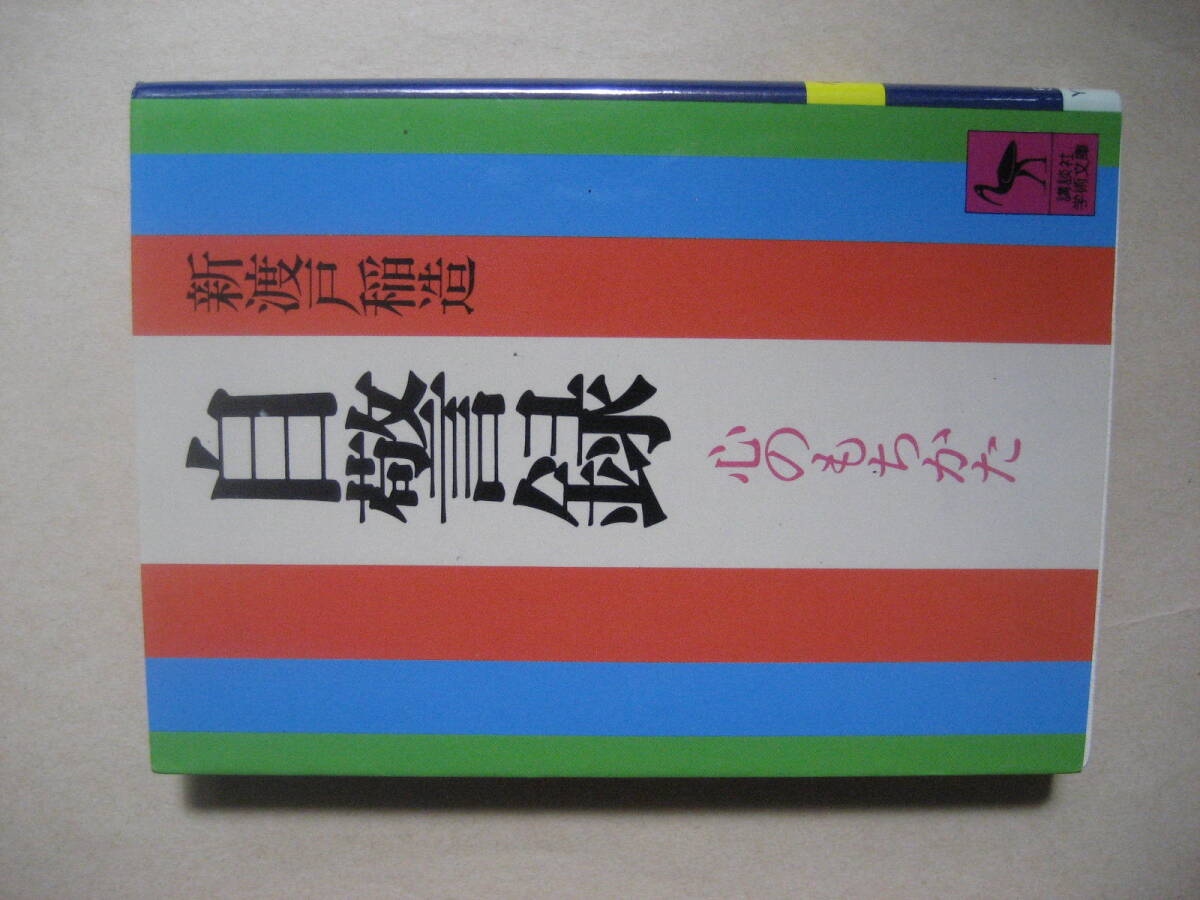 自警録
心のもちかた
新渡戸稲造
講談社
学術文庫